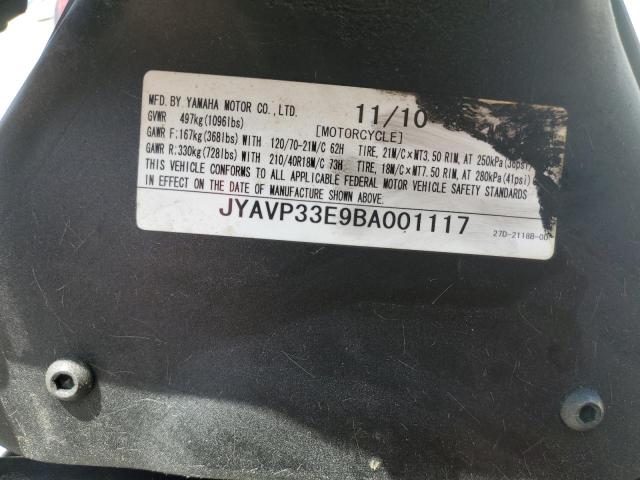 MFD. BY YAMAHA MOTOR CO.,LTD. 11/10
GVWR 497kg(1096lbs) [MOTORCYCLE]
GAWR F:167kg(368lbs) WITH 120/70-21M/C 62H TIRE, 21M/C×MT3.50 RIM, AT 250kPa(36psi)
GAWR R:330kg(728lbs) WITH 210/40R18M/C 73H TIRE, 18M/C×MT7.50 RIM, AT 280kPa(41psi)
THIS VEHICLE CONFORMS TO ALL APPLICABLE FEDERAL MOTOR VEHICLE SAFETY STANDARDS
IN EFFECT ON THE DATE OF MANUFACTURE SHOWN ABOVE.
JYAVP33E9BA001117
27D-2118B-00